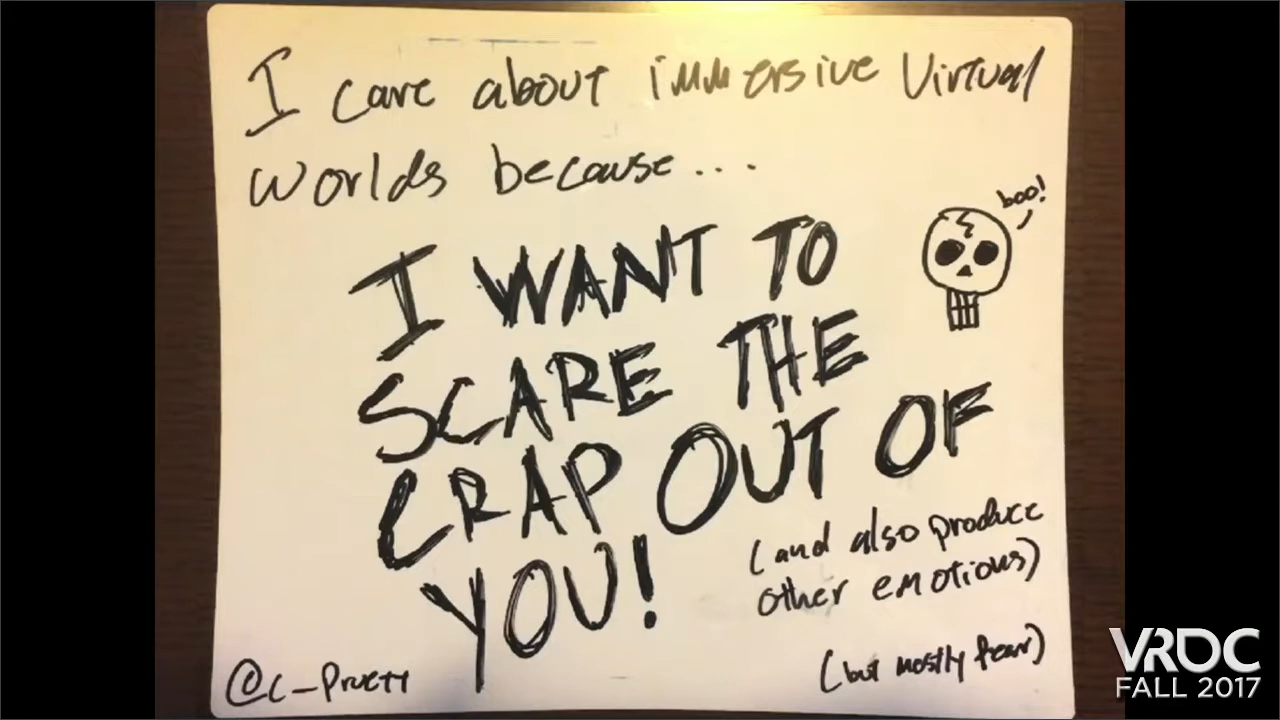 I care about immersive Virtual
worlds because...
boo!
I WANT TO
SCARE THE
CRAP OUT OF
YOU!
(and also produce
other emotions)
(but mostly fear)
@c_pruett
VRDC
FALL 2017